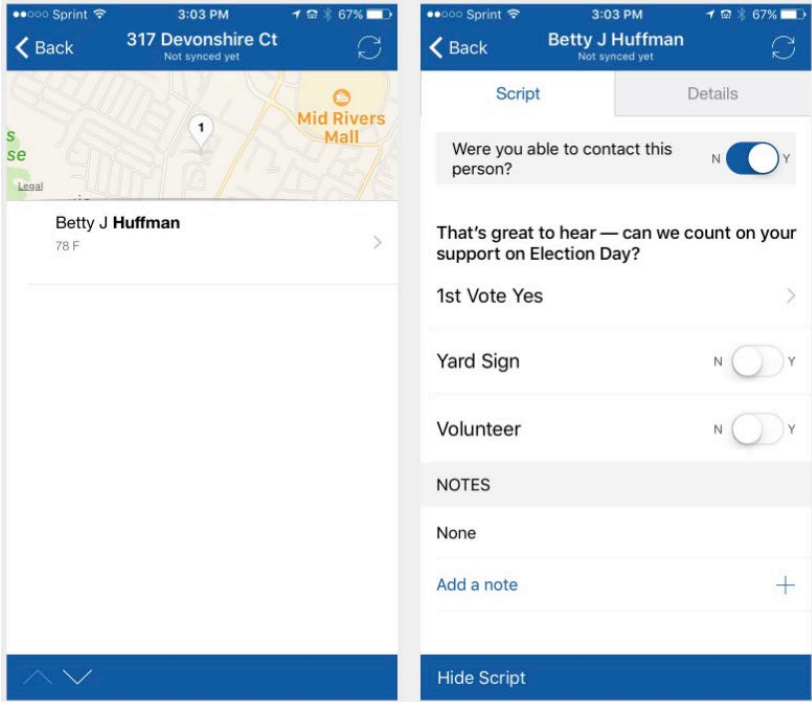 Sprint 3:03 PM 67%
Back 317 Devonshire Ct
Not synced yet
Mid Rivers
Mall
1
s
se
Legal
Betty J Huffman
78 F
Sprint 3:03 PM 67%
Back Betty J Huffman
Not synced yet
Script Details
Were you able to contact this
person?
N Y
That's great to hear — can we count on your
support on Election Day?
1st Vote Yes
Yard Sign N Y
Volunteer N Y
NOTES
None
Add a note
Hide Script